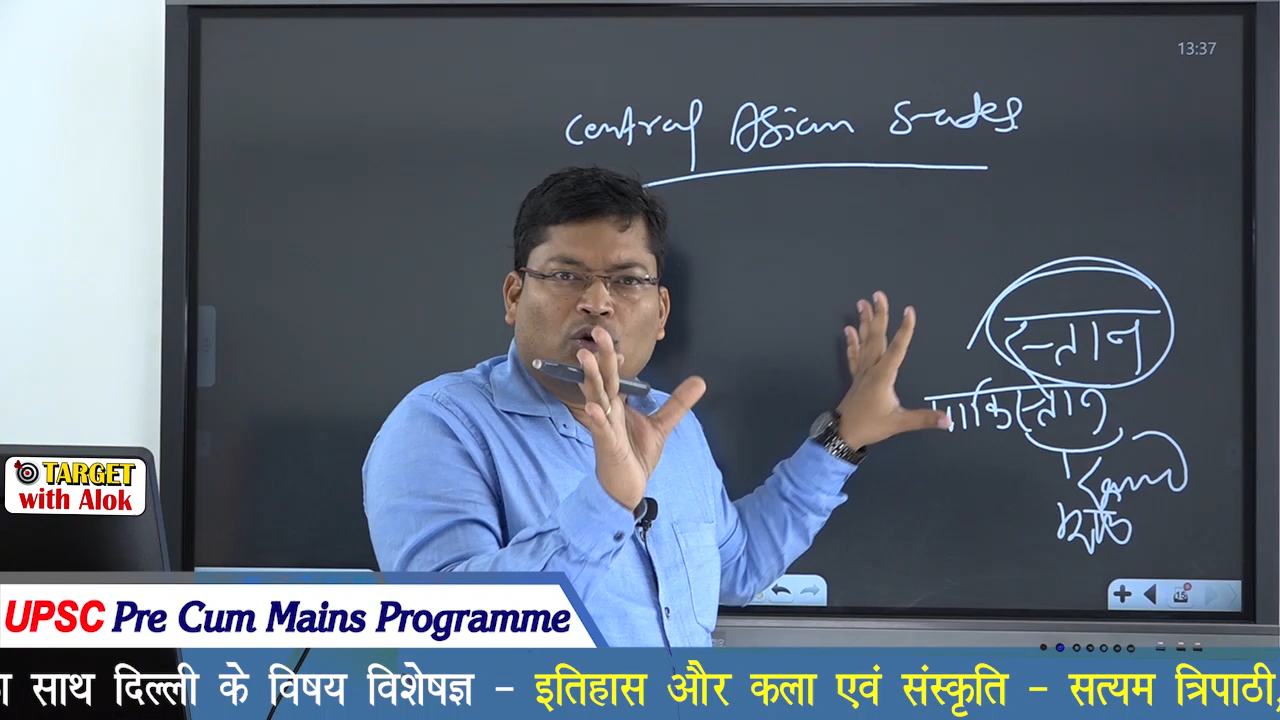 13:37
Central Asian States
स्तान
पाकिस्तान
Land
TARGET
with Alok
UPSC Pre Cum Mains Programme
साथ दिल्ली के विषय विशेषज्ञ - इतिहास और कला एवं संस्कृति - सत्यम त्रिपाठी,